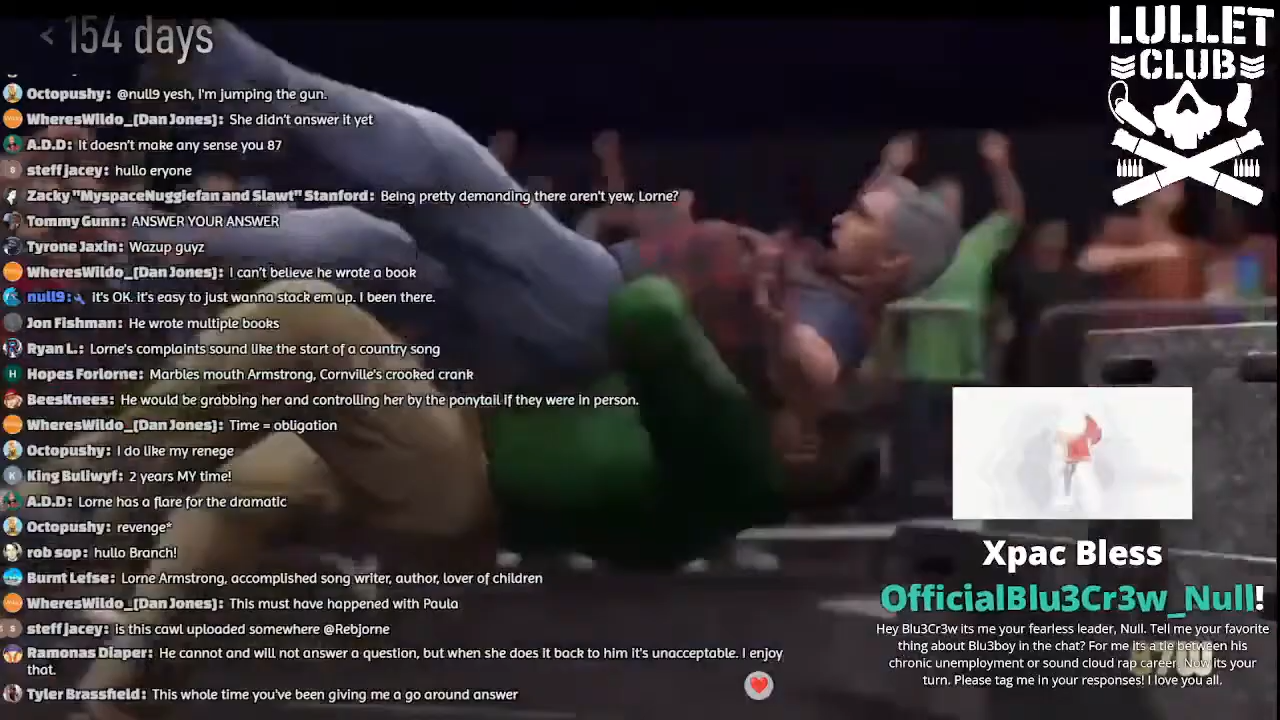 < 154 days
Octopushy: @null9 yesh, I'm jumping the gun.
WheresWildo_(Dan Jones): She didn't answer it yet
A.D.D: It doesn't make any sense you 87
steff jacey: hullo eryone
Zacky "MyspaceNuggiefan and Slawt" Stanford: Being pretty demanding there aren't yew, Lorne?
Tommy Gunn: ANSWER YOUR ANSWER
Tyrone Jaxin: Wazup guyz
WheresWildo_(Dan Jones): I can't believe he wrote a book
null9: it's OK. it's easy to just wanna stack em up. I been there.
Jon Fishman: He wrote multiple books
Ryan L.: Lorne's complaints sound like the start of a country song
H Hopes Forlorne: Marbles mouth Armstrong, Cornville's crooked crank
BeesKnees: He would be grabbing her and controlling her by the ponytail if they were in person.
WheresWildo_(Dan Jones): Time = obligation
Octopushy: I do like my renege
K King Buliwyf: 2 years MY time!
A.D.D: Lorne has a flare for the dramatic
Octopushy: revenge*
rob sop: hullo Branch!
Burnt Lefse: Lorne Armstrong, accomplished song writer, author, lover of children
WheresWildo_(Dan Jones): This must have happened with Paula
steff jacey: is this cawl uploaded somewhere @Rebjorne
Ramonas Diaper: He cannot and will not answer a question, but when she does it back to him it's unacceptable. I enjoy
that.
Tyler Brassfield: This whole time you've been giving me a go around answer
LULLET
CLUB
Xpac Bless
OfficialBlu3Cr3w_Null!
Hey Blu3Cr3w its me your fearless leader, Null. Tell me your favorite
thing about Blu3boy in the chat? For me its a tie between his
chronic unemployment or sound cloud rap career. Now its your
turn. Please tag me in your responses! I love you all.